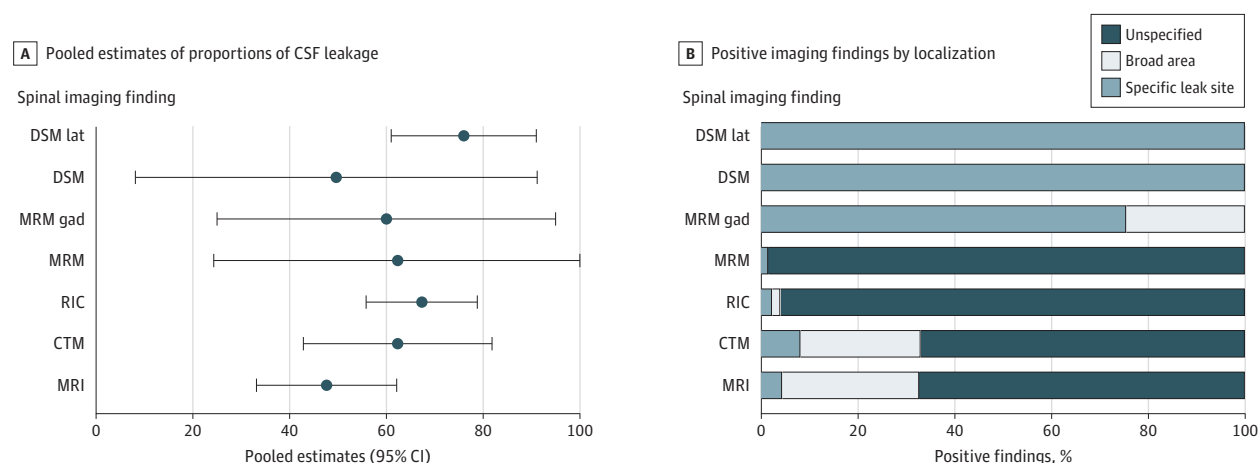 A Pooled estimates of proportions of CSF leakage
Spinal imaging finding
DSM lat
DSM
MRM gad
MRM
RIC
CTM
MRI
0 20 40 60 80 100
Pooled estimates (95% CI)
B Positive imaging findings by localization
Unspecified
Broad area
Specific leak site
Spinal imaging finding
DSM lat
DSM
MRM gad
MRM
RIC
CTM
MRI
0 20 40 60 80 100
Positive findings, %